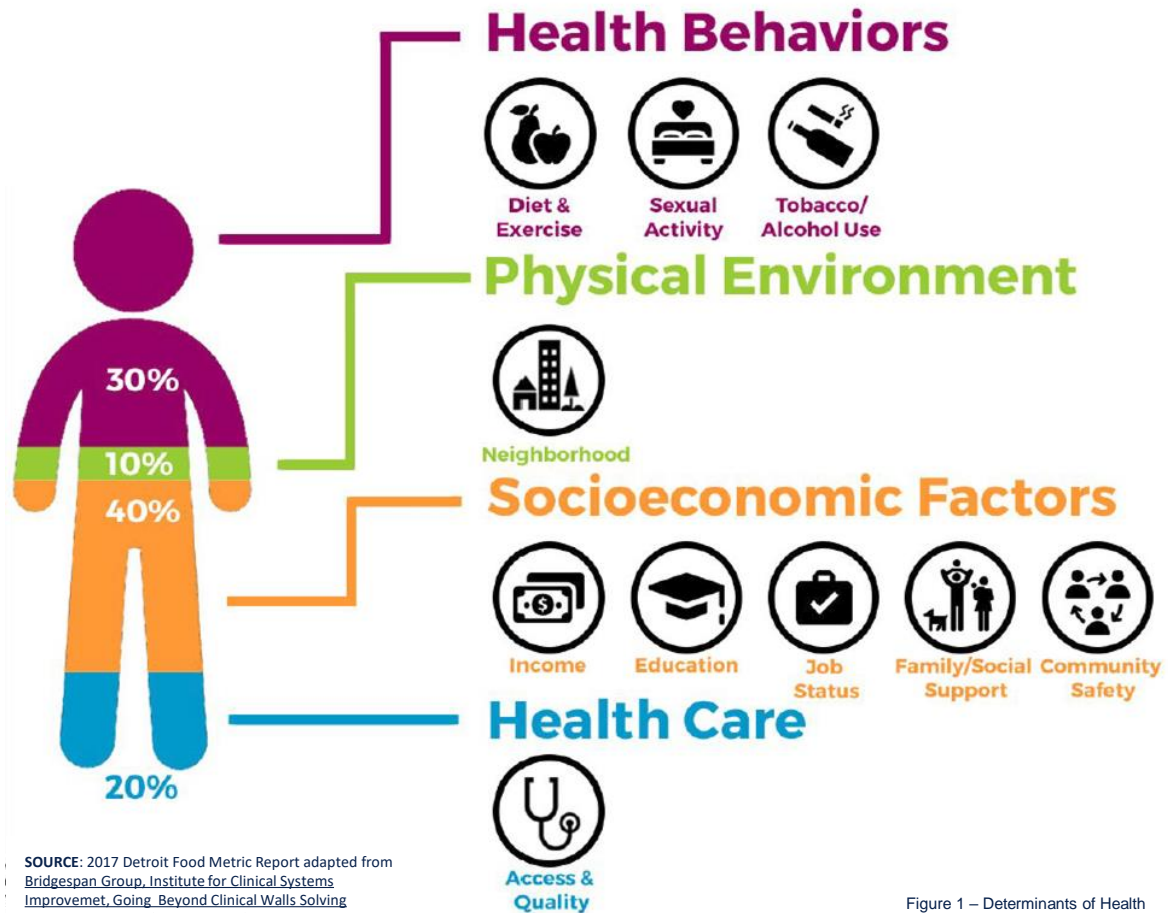 Health Behaviors
Diet &
Exercise
Sexual
Activity
Tobacco/
Alcohol Use
30%
Physical Environment
Neighborhood
10%
Socioeconomic Factors
40%
Income
Education
Job
Status
Family/Social
Support
Community
Safety
Health Care
20%
Access &
Quality
SOURCE: 2017 Detroit Food Metric Report adapted from
Bridgespan Group, Institute for Clinical Systems
Improvemet, Going Beyond Clinical Walls Solving
Figure 1 – Determinants of Health